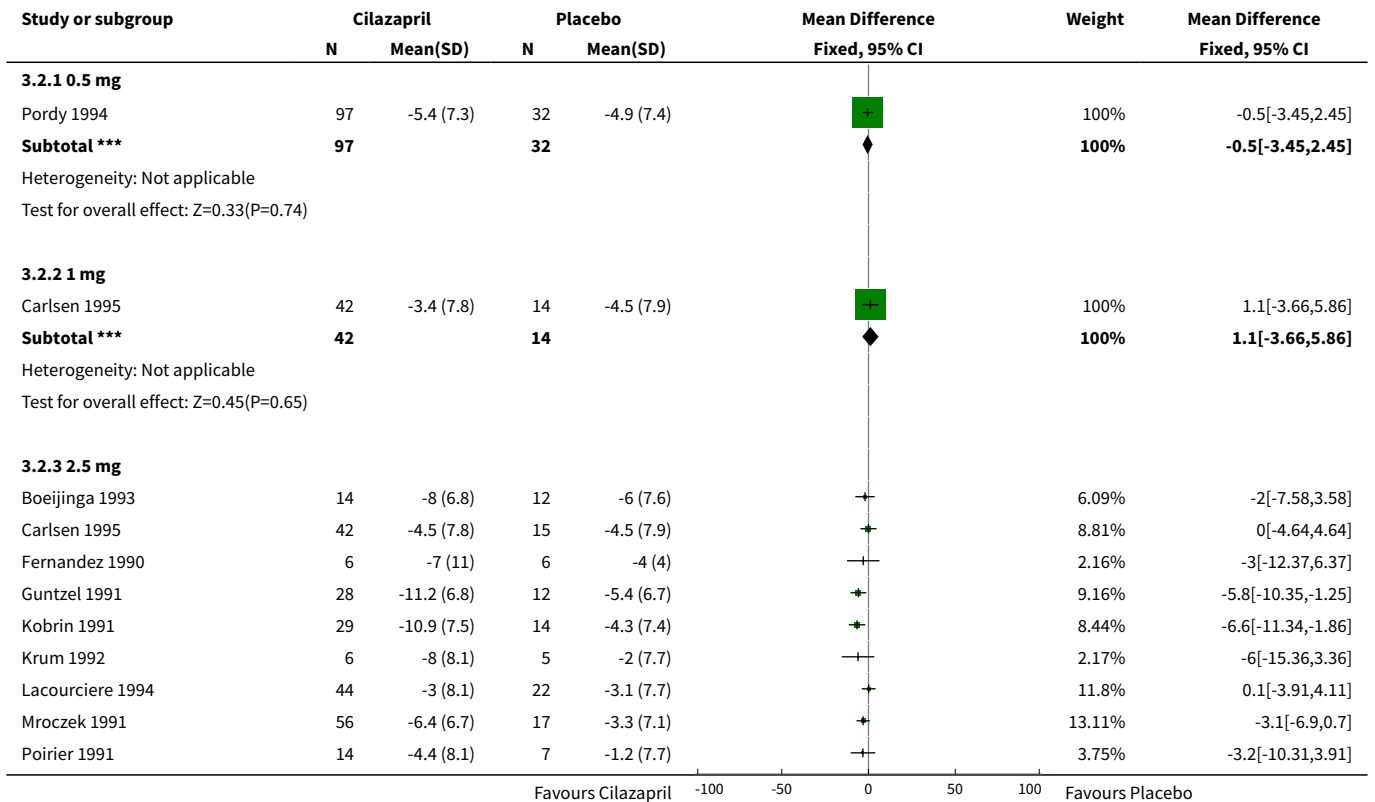 Study or subgroup Cilazapril Placebo Mean Difference Weight Mean Difference
N Mean(SD) N Mean(SD) Fixed, 95% CI Fixed, 95% CI
3.2.1 0.5 mg
Pordy 1994 97 -5.4 (7.3) 32 -4.9 (7.4) 100% -0.5[-3.45,2.45]
Subtotal *** 97 32 100% -0.5[-3.45,2.45]
Heterogeneity: Not applicable
Test for overall effect: Z=0.33(P=0.74)
3.2.2 1 mg
Carlsen 1995 42 -3.4 (7.8) 14 -4.5 (7.9) 100% 1.1[-3.66,5.86]
Subtotal *** 42 14 100% 1.1[-3.66,5.86]
Heterogeneity: Not applicable
Test for overall effect: Z=0.45(P=0.65)
3.2.3 2.5 mg
Boeijinga 1993 14 -8 (6.8) 12 -6 (7.6) 6.09% -2[-7.58,3.58]
Carlsen 1995 42 -4.5 (7.8) 15 -4.5 (7.9) 8.81% 0[-4.64,4.64]
Fernandez 1990 6 -7 (11) 6 -4 (4) 2.16% -3[-12.37,6.37]
Guntzel 1991 28 -11.2 (6.8) 12 -5.4 (6.7) 9.16% -5.8[-10.35,-1.25]
Kobrin 1991 29 -10.9 (7.5) 14 -4.3 (7.4) 8.44% -6.6[-11.34,-1.86]
Krum 1992 6 -8 (8.1) 5 -2 (7.7) 2.17% -6[-15.36,3.36]
Lacourciere 1994 44 -3 (8.1) 22 -3.1 (7.7) 11.8% 0.1[-3.91,4.11]
Mroczek 1991 56 -6.4 (6.7) 17 -3.3 (7.1) 13.11% -3.1[-6.9,0.7]
Poirier 1991 14 -4.4 (8.1) 7 -1.2 (7.7) 3.75% -3.2[-10.31,3.91]
Favours Cilazapril -100 -50 0 50 100 Favours Placebo